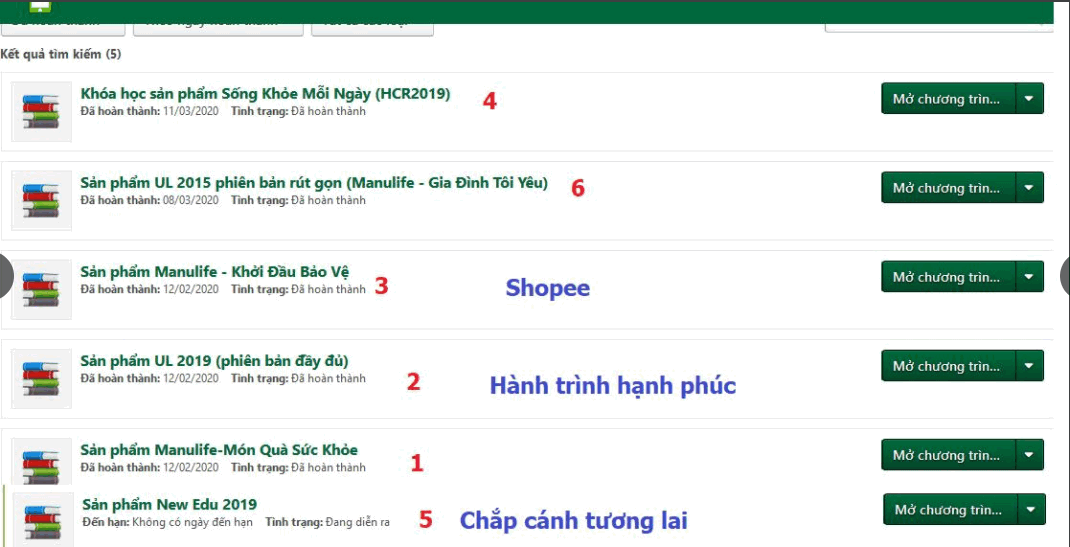 Kết quả tìm kiếm (5)
Khóa học sản phẩm Sống Khỏe Mỗi Ngày (HCR2019)
Đã hoàn thành: 11/03/2020 Tình trạng: Đã hoàn thành
4
Mở chương trìn...
Sản phẩm UL 2015 phiên bản rút gọn (Manulife - Gia Đình Tôi Yêu)
Đã hoàn thành: 08/03/2020 Tình trạng: Đã hoàn thành
6
Mở chương trìn...
Sản phẩm Manulife - Khởi Đầu Bảo Vệ
Đã hoàn thành: 12/02/2020 Tình trạng: Đã hoàn thành
3
Shopee
Mở chương trìn...
Sản phẩm UL 2019 (phiên bản đầy đủ)
Đã hoàn thành: 12/02/2020 Tình trạng: Đã hoàn thành
2
Hành trình hạnh phúc
Mở chương trìn...
Sản phẩm Manulife-Món Quà Sức Khỏe
Đã hoàn thành: 12/02/2020 Tình trạng: Đã hoàn thành
1
Mở chương trìn...
Sản phẩm New Edu 2019
Đến hạn: Không có ngày đến hạn Tình trạng: Đang diễn ra
5
Chắp cánh tương lai
Mở chương trìn...